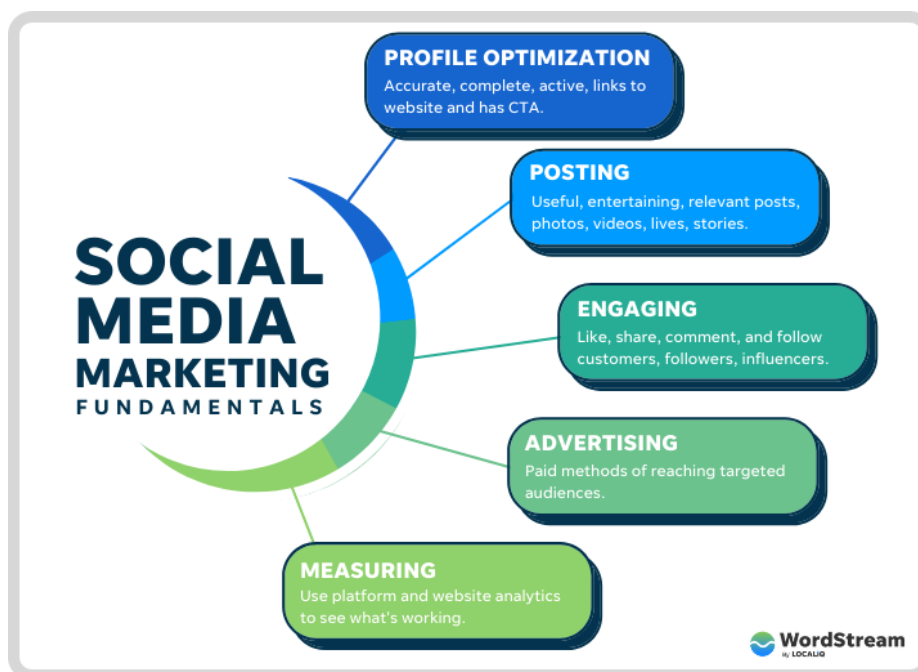 SOCIAL
MEDIA
MARKETING
FUNDAMENTALS
PROFILE OPTIMIZATION
Accurate, complete, active, links to
website and has CTA.
POSTING
Useful, entertaining, relevant posts,
photos, videos, lives, stories.
ENGAGING
Like, share, comment, and follow
customers, followers, influencers.
ADVERTISING
Paid methods of reaching targeted
audiences.
MEASURING
Use platform and website analytics
to see what's working.
WordStream
By LOCALiQ